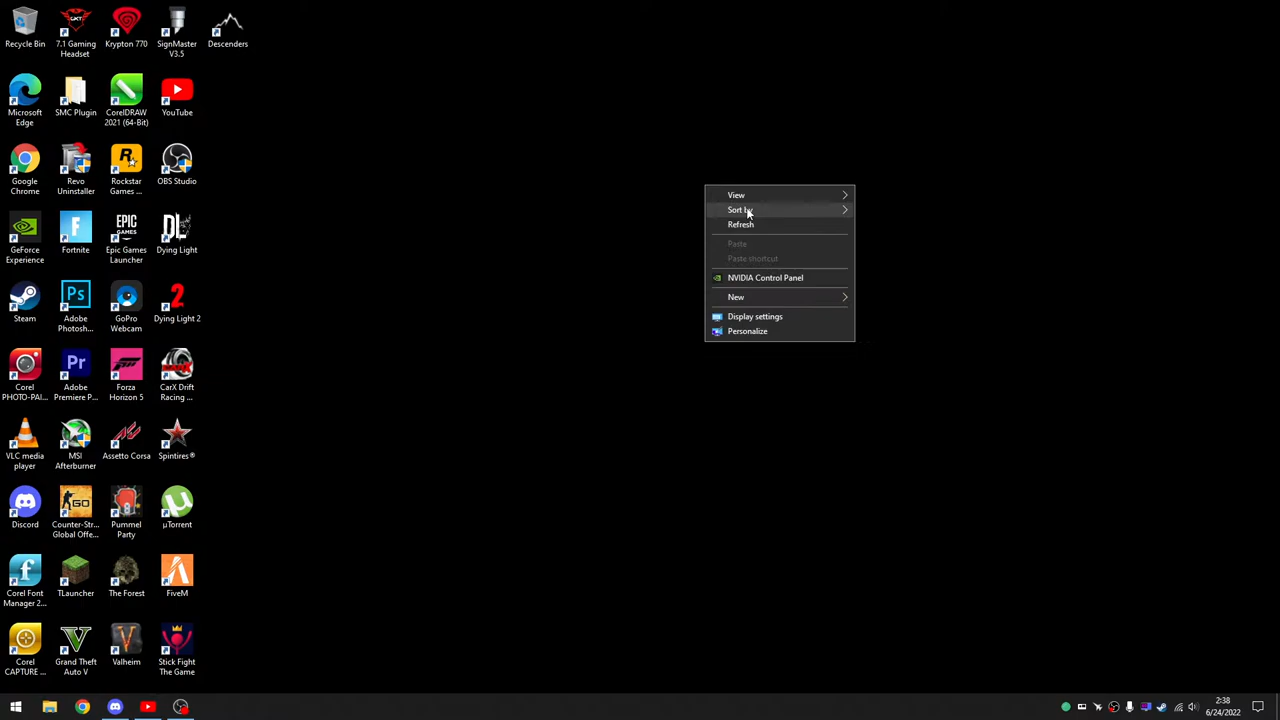 Recycle Bin
7.1 Gaming
Headset
Krypton 770
SignMaster
V3.5
Descenders
Microsoft
Edge
SMC Plugin
CorelDRAW
2021 (64-Bit)
YouTube
Google
Chrome
Revo
Uninstaller
Rockstar
Games ...
OBS Studio
GeForce
Experience
Fortnite
Epic Games
Launcher
Dying Light
Steam
Adobe
Photosh...
GoPro
Webcam
Dying Light 2
Corel
PHOTO-PAI...
Adobe
Premiere P...
Forza
Horizon 5
CarX Drift
Racing ...
VLC media
player
MSI
Afterburner
Assetto Corsa
Spintires®
Discord
Counter-Str...
Global Offe...
Pummel
Party
µTorrent
Corel Font
Manager 2...
TLauncher
The Forest
FiveM
Corel
CAPTURE ...
Grand Theft
Auto V
Valheim
Stick Fight
The Game
View
Sort by
Refresh
Paste
Paste shortcut
NVIDIA Control Panel
New
Display settings
Personalize
2:38
6/24/2022